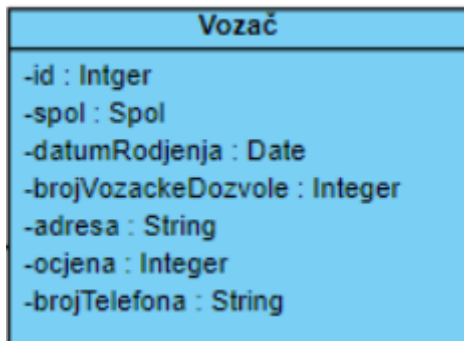 Vozač
-id : Intger
-spol : Spol
-datumRodjenja : Date
-brojVozackeDozvole : Integer
-adresa : String
-ocjena : Integer
-brojTelefona : String